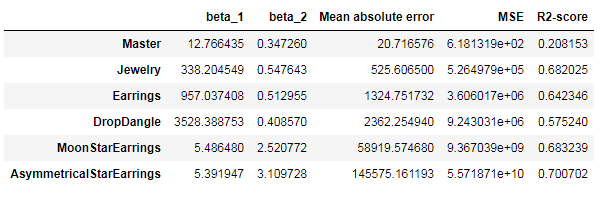 beta_1 beta_2 Mean absolute error MSE R2-score
Master 12.766435 0.347260 20.716576 6.181319e+02 0.208153
Jewelry 338.204549 0.547643 525.606500 5.264979e+05 0.682025
Earrings 957.037408 0.512955 1324.751732 3.606017e+06 0.642346
DropDangle 3528.388753 0.408570 2362.254940 9.243031e+06 0.575240
MoonStarEarrings 5.486480 2.520772 58919.574680 9.367039e+09 0.683239
AsymmetricalStarEarrings 5.391947 3.109728 145575.161193 5.571871e+10 0.700702